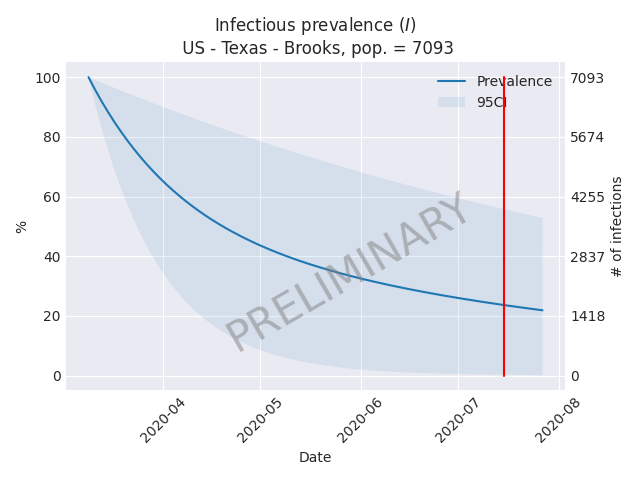 Infectious prevalence (I)
US - Texas - Brooks, pop. = 7093
Prevalence
95CI
100
80
60
40
20
0
%
7093
5674
4255
2837
1418
0
# of infections
PRELIMINARY
2020-04
2020-05
2020-06
2020-07
2020-08
Date